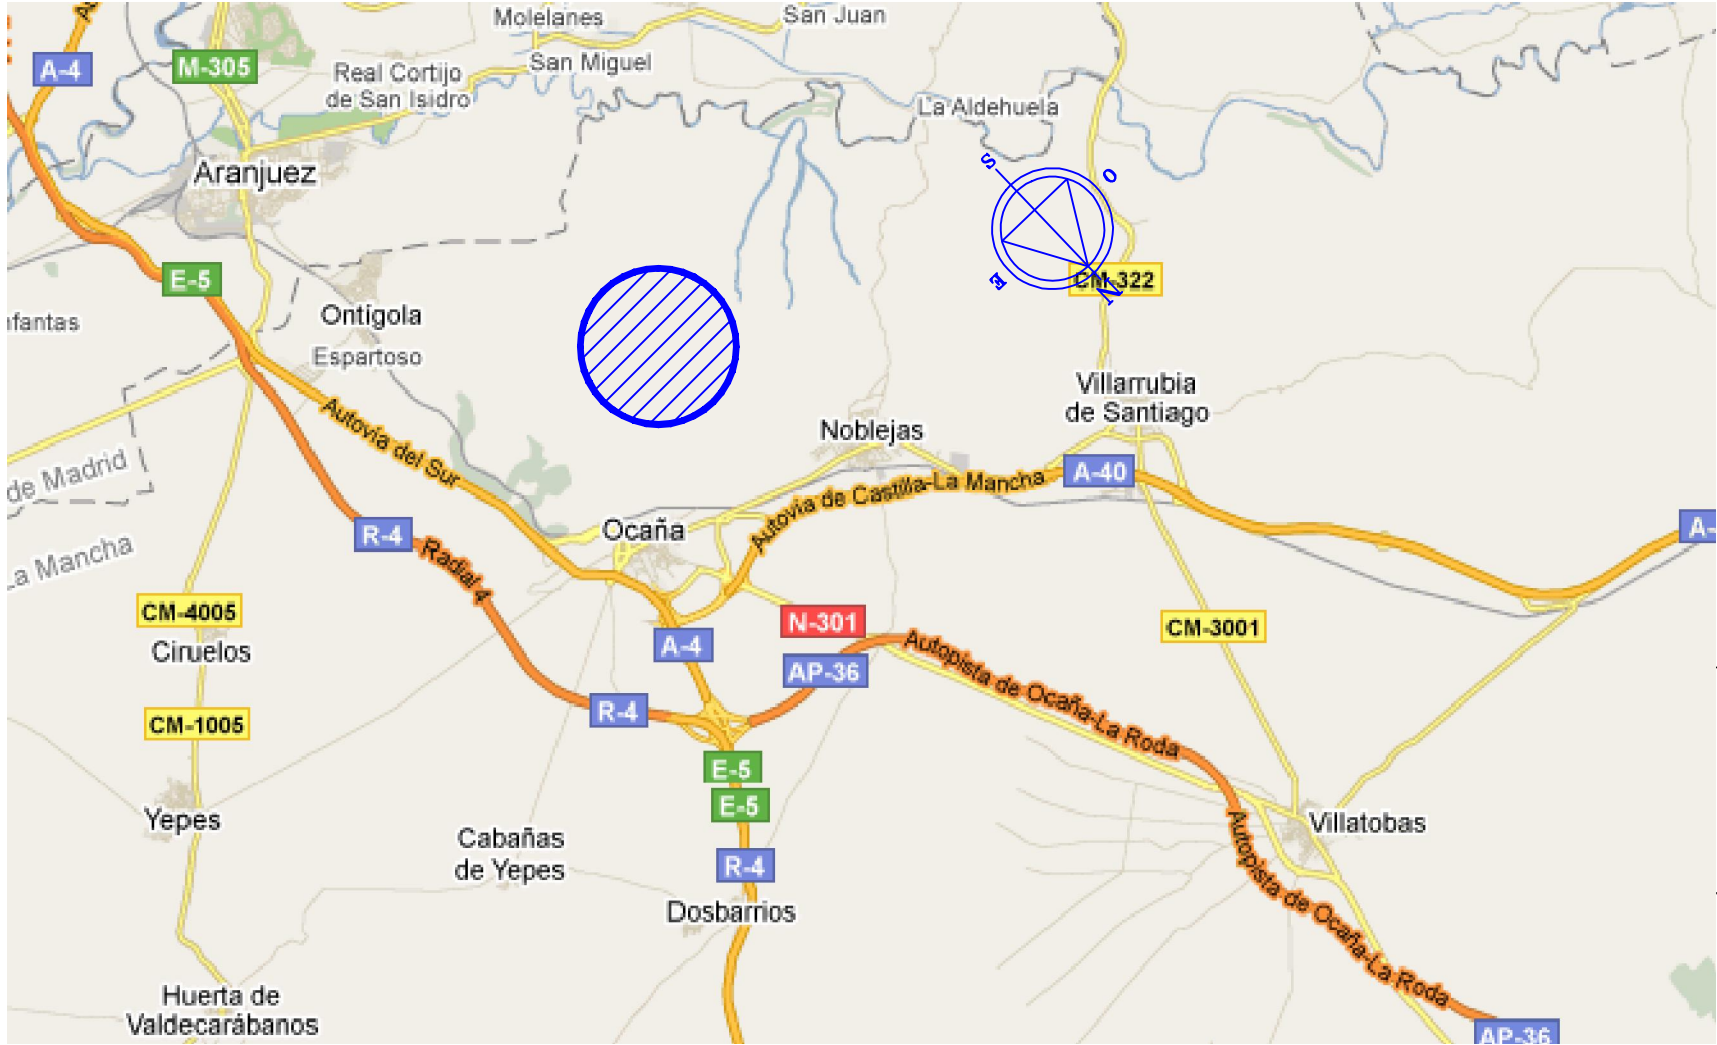 Molelanes
San Juan
A-4
M-305
San Miguel
Real Cortijo
de San Isidro
La Aldehuela
Aranjuez
S
O
E
N
CM-322
E-5
nfantas
Ontígola
Espartoso
Villarrubia
de Santiago
Autovía del Sur
Noblejas
de Madrid
A-40
Autovía de Castilla-La Mancha
A-
R-4
Ocaña
La Mancha
Radial 4
CM-4005
N-301
CM-3001
Ciruelos
A-4
AP-36
Autopista de Ocaña-La Roda
R-4
CM-1005
E-5
E-5
Yepes
Villatobas
Cabañas
de Yepes
R-4
Autopista de Ocaña-La Roda
Dosbarrios
Huerta de
Valdecarábanos
AP-36